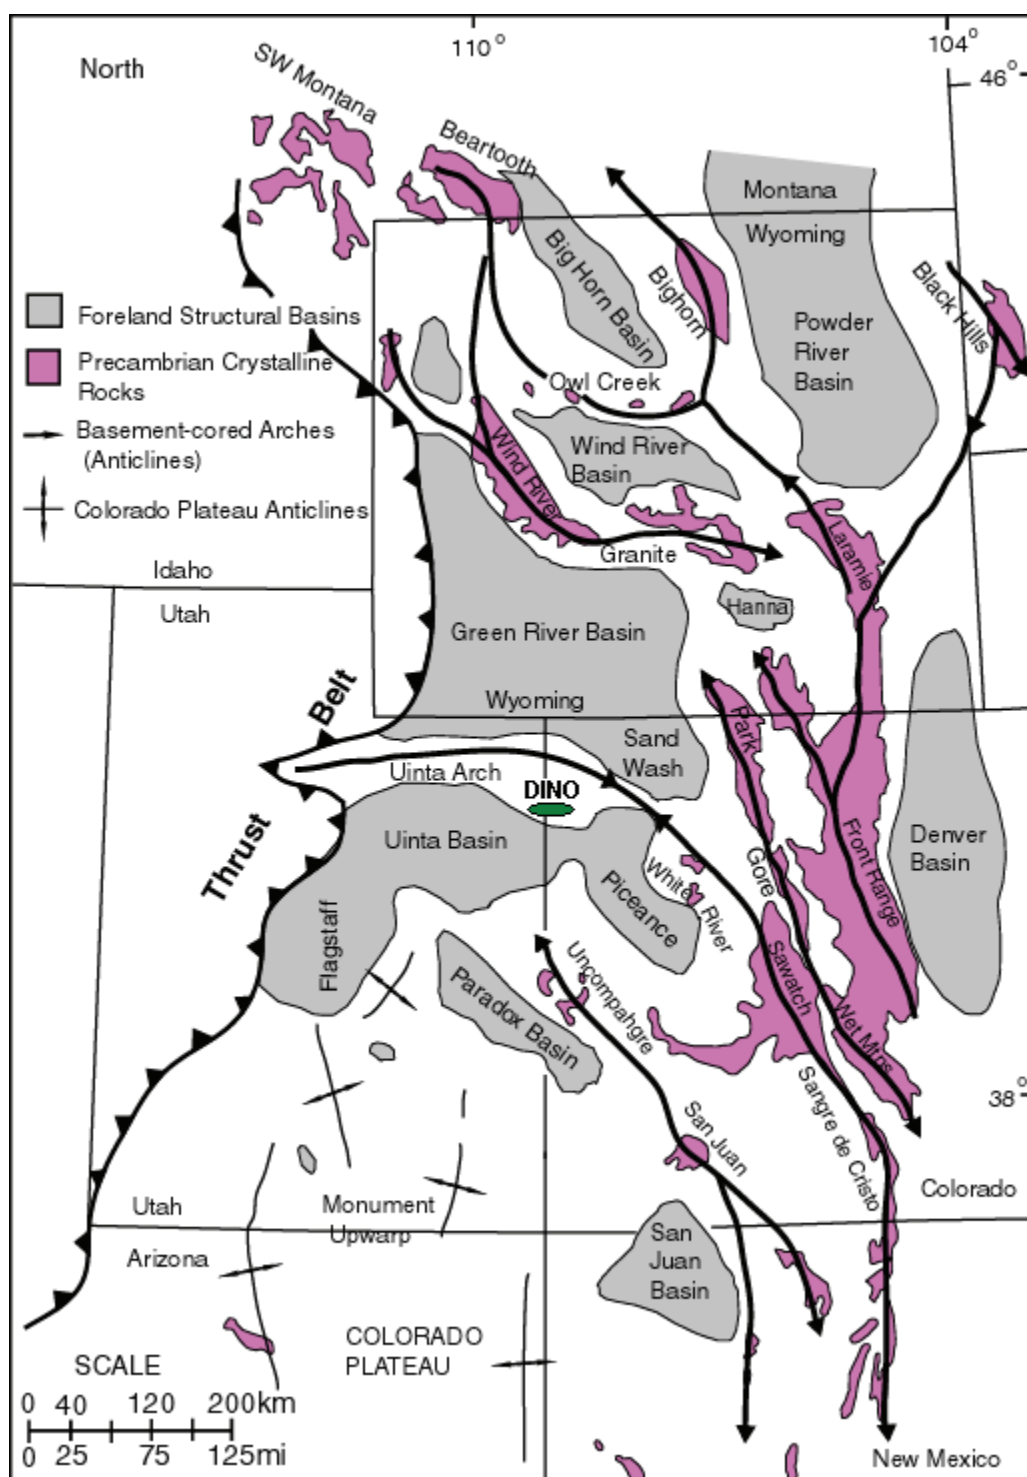 110°
104°
46°
North
SW Montana
Beartooth
Montana
Wyoming
Big Horn Basin
Bighorn
Black Hills
Powder
River
Basin
Foreland Structural Basins
Precambrian Crystalline
Rocks
Basement-cored Arches
(Anticlines)
Colorado Plateau Anticlines
Owl Creek
Wind River
Wind River
Basin
Granite
Laramie
Hanna
Idaho
Utah
Green River Basin
Wyoming
Thrust Belt
Sand
Wash
Park
Uinta Arch
DINO
Uinta Basin
Gore
Front Range
Denver
Basin
White River
Piceance
Flagstaff
Sawatch
Uncompahgre
Paradox Basin
Wet Mtns
38°
Sangre de Cristo
San Juan
Colorado
Utah
Arizona
Monument
Upwarp
San
Juan
Basin
COLORADO
PLATEAU
SCALE
0 40 120 200km
0 25 75 125mi
New Mexico